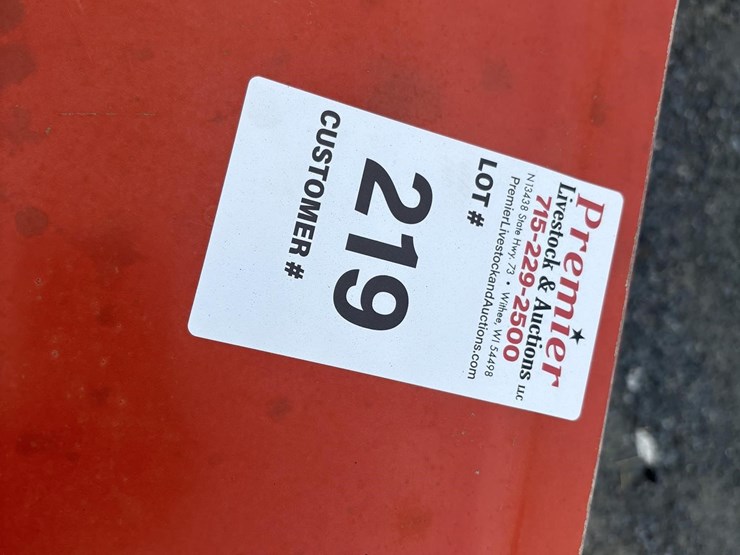 Premier
Livestock & Auctions LLC
715-229-2500
N13438 State Hwy. 73 • Withee, WI 54498
PremierLivestockandAuctions.com
LOT #
219
CUSTOMER #